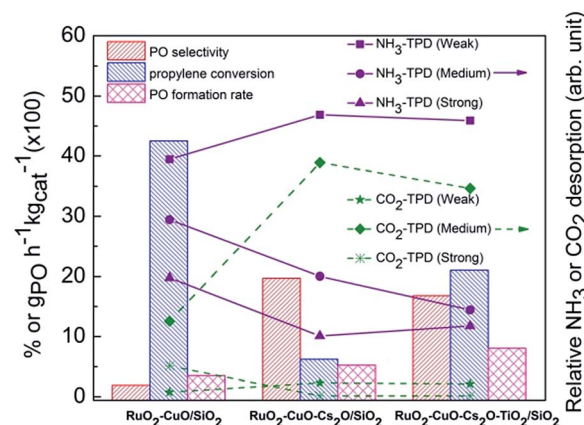 % or gPO h−1kgcat−1(x100)
60
50
40
30
20
10
0
PO selectivity
propylene conversion
PO formation rate
NH3-TPD (Weak)
NH3-TPD (Medium)
NH3-TPD (Strong)
CO2-TPD (Weak)
CO2-TPD (Medium)
CO2-TPD (Strong)
RuO2-CuO/SiO2
RuO2-CuO-Cs2O/SiO2
RuO2-CuO-Cs2O-TiO2/SiO2
Relative NH3 or CO2 desorption (arb. unit)